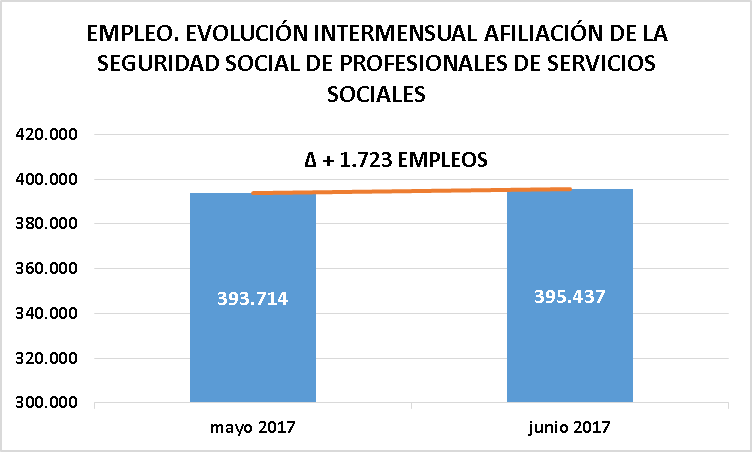 EMPLEO. EVOLUCIÓN INTERMENSUAL AFILIACIÓN DE LA
SEGURIDAD SOCIAL DE PROFESIONALES DE SERVICIOS
SOCIALES
420.000
Δ + 1.723 EMPLEOS
400.000
380.000
360.000
340.000
320.000
300.000
393.714
395.437
mayo 2017
junio 2017